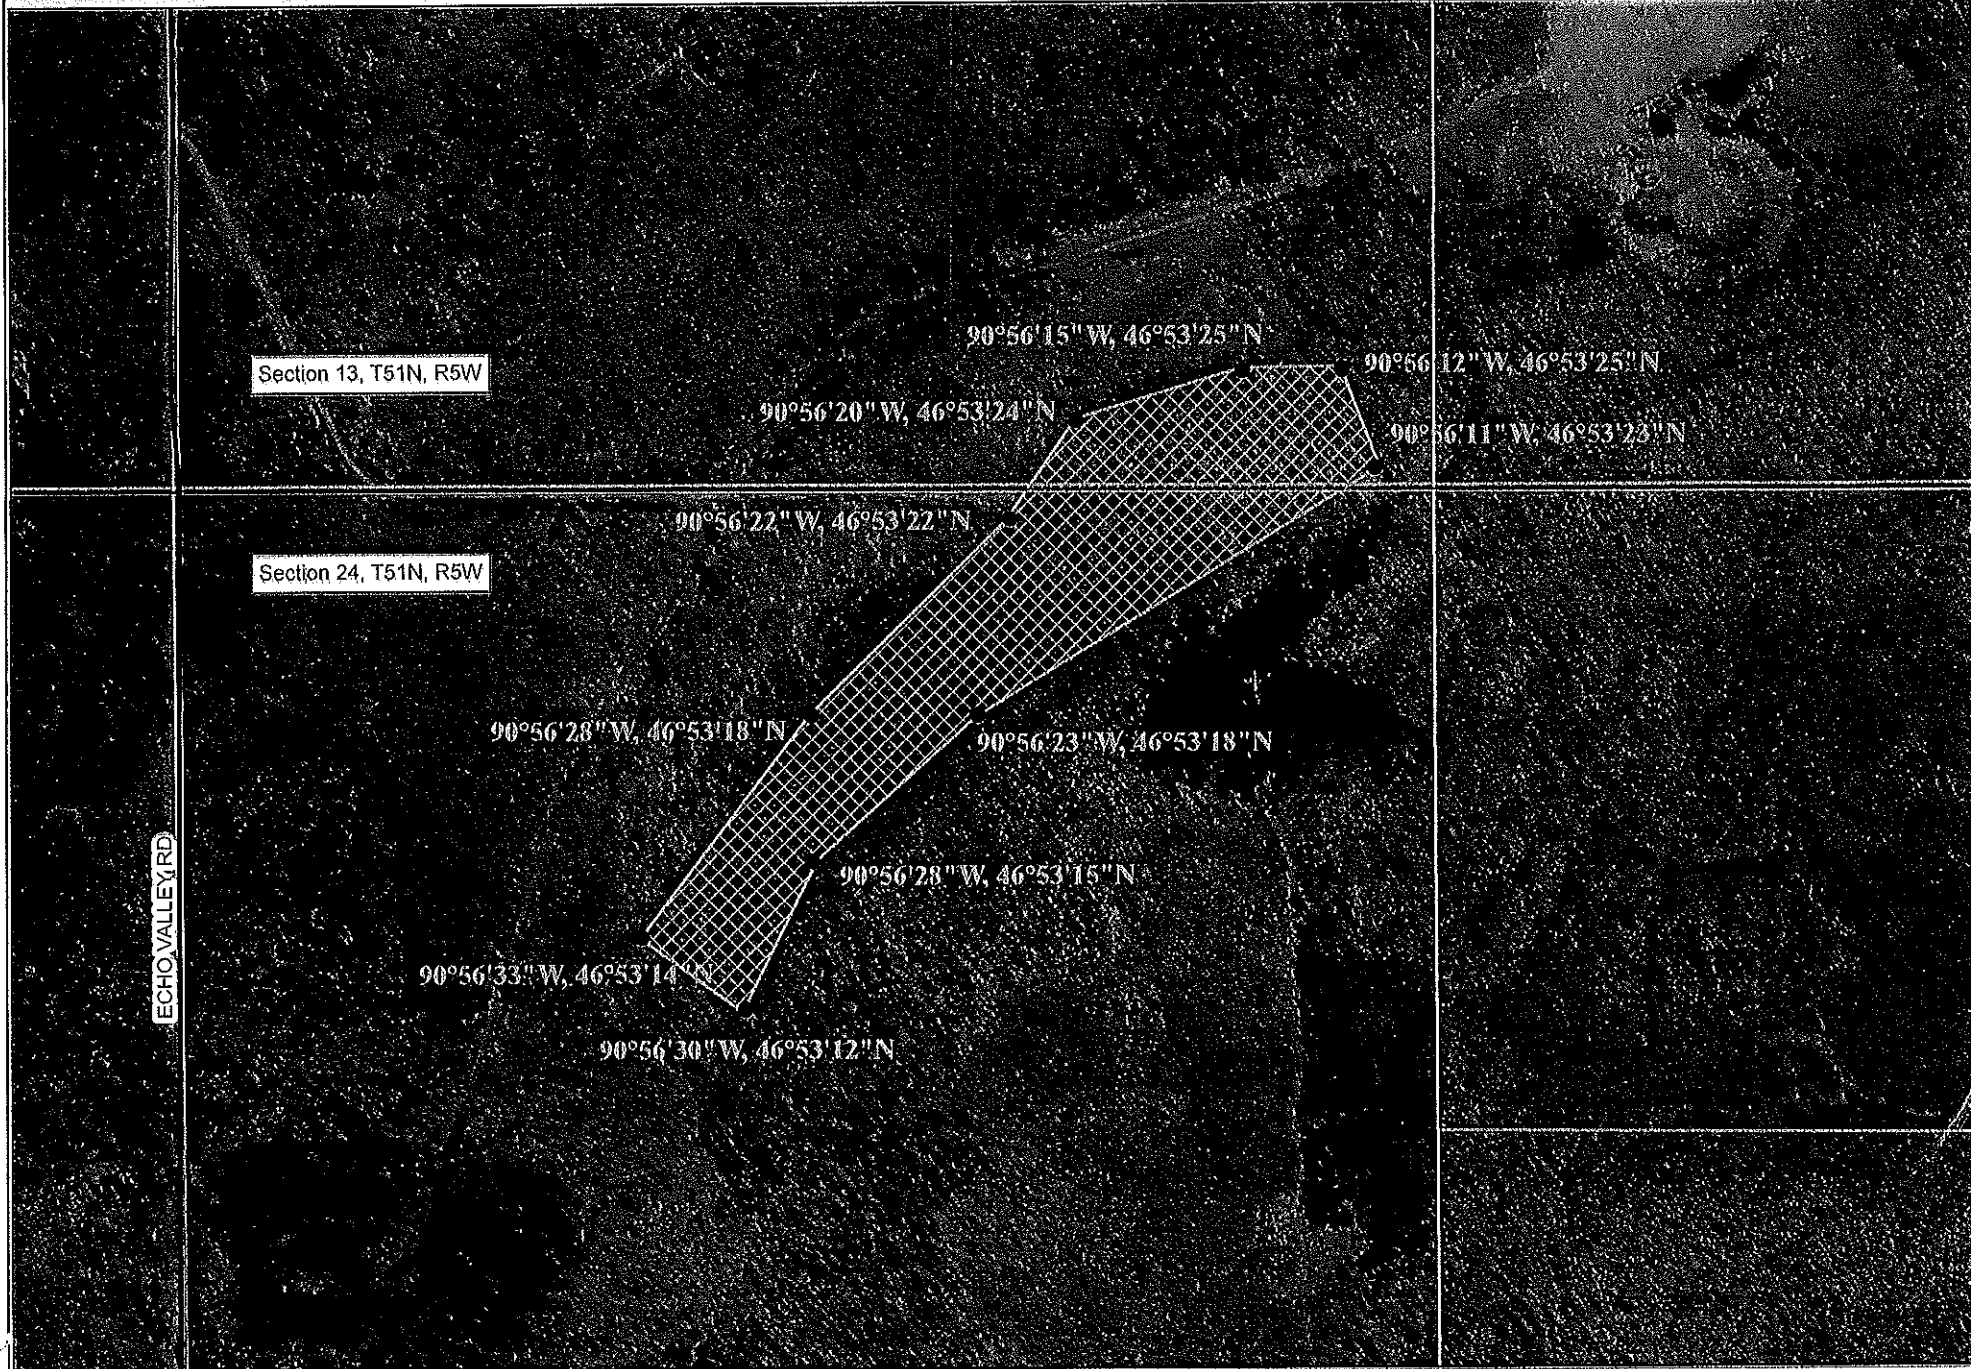 90°56'15"W, 46°53'25"N
90°56'12"W, 46°53'25"N
Section 13, T51N, R5W
90°56'20"W, 46°53'24"N
90°56'11"W, 46°53'23"N
90°56'22"W, 46°53'22"N
Section 24, T51N, R5W
90°56'28"W, 46°53'18"N
90°56'23"W, 46°53'18"N
90°56'28"W, 46°53'15"N
ECHO VALLEY RD
90°56'33"W, 46°53'14"N
90°56'30"W, 46°53'12"N